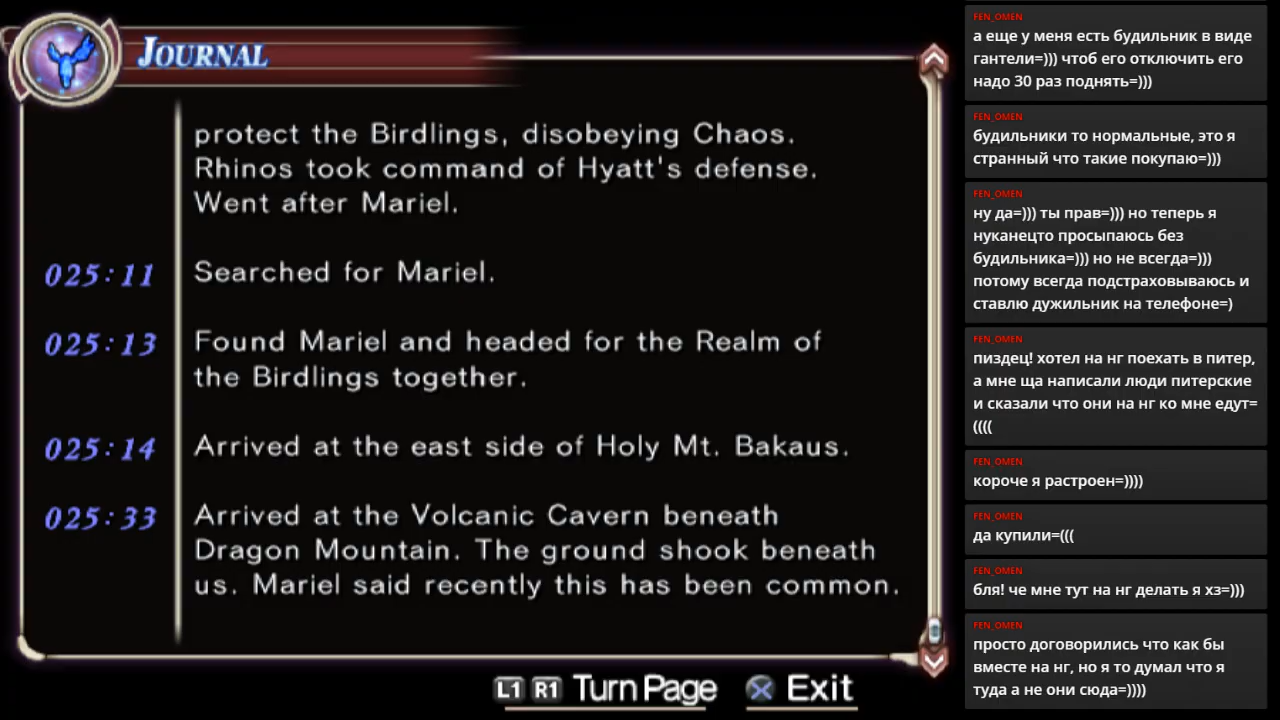 JOURNAL
protect the Birdlings, disobeying Chaos.
Rhinos took command of Hyatt's defense.
Went after Mariel.
025:11 Searched for Mariel.
025:13 Found Mariel and headed for the Realm of
the Birdlings together.
025:14 Arrived at the east side of Holy Mt. Bakaus.
025:33 Arrived at the Volcanic Cavern beneath
Dragon Mountain. The ground shook beneath
us. Mariel said recently this has been common.
L1 R1 Turn Page Exit
FEN_OMEN
а еще у меня есть будильник в виде
гантели=))) чтоб его отключить его
надо 30 раз поднять=)))
FEN_OMEN
будильники то нормальные, это я
странный что такие покупаю=)))
FEN_OMEN
ну да=))) ты прав=))) но теперь я
нуканецто просыпаюсь без
будильника=))) но не всегда=)))
потому всегда подстраховываюсь и
ставлю дужильник на телефоне=)
FEN_OMEN
пиздец! хотел на нг поехать в питер,
а мне ща написали люди питерские
и сказали что они на нг ко мне едут=
((((
FEN_OMEN
короче я растроен=))))
FEN_OMEN
да купили=(((
FEN_OMEN
бля! че мне тут на нг делать я хз=)))
FEN_OMEN
просто договорились что как бы
вместе на нг, но я то думал что я
туда а не они сюда=))))